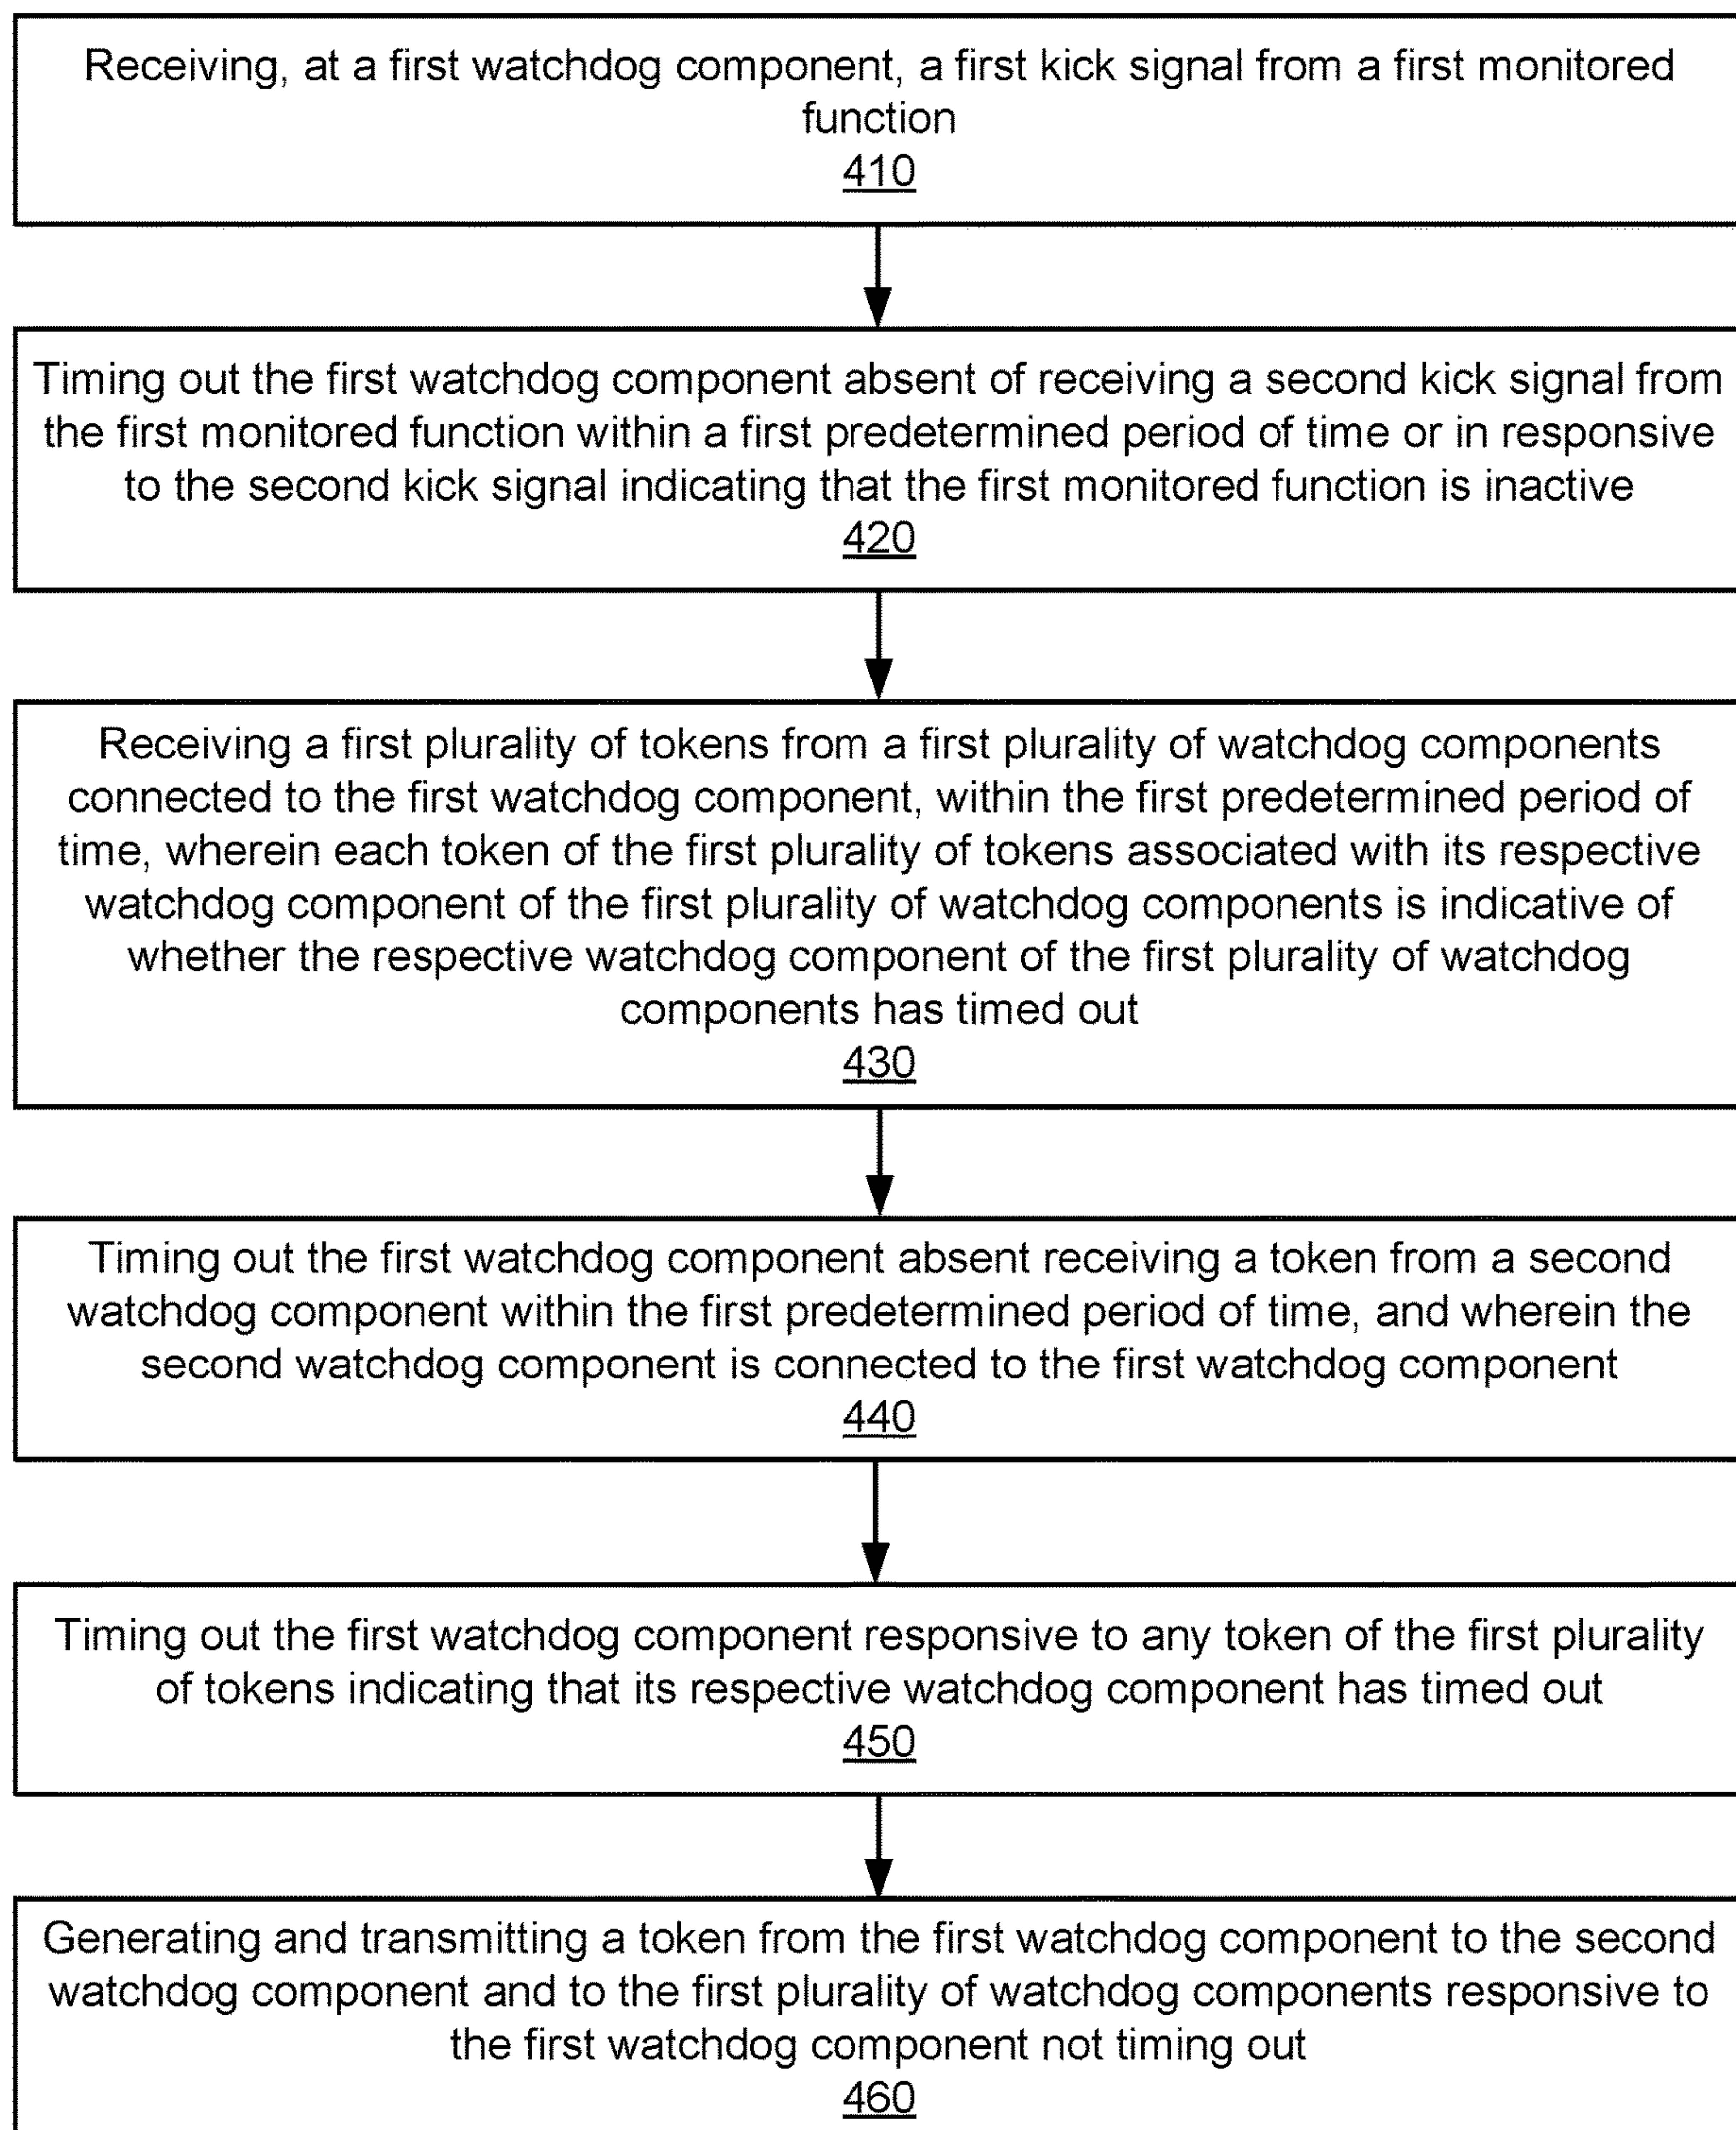 Receiving, at a first watchdog component, a first kick signal from a first monitored
function
410
Timing out the first watchdog component absent of receiving a second kick signal from
the first monitored function within a first predetermined period of time or in responsive
to the second kick signal indicating that the first monitored function is inactive
420
Receiving a first plurality of tokens from a first plurality of watchdog components
connected to the first watchdog component, within the first predetermined period of
time, wherein each token of the first plurality of tokens associated with its respective
watchdog component of the first plurality of watchdog components is indicative of
whether the respective watchdog component of the first plurality of watchdog
components has timed out
430
Timing out the first watchdog component absent receiving a token from a second
watchdog component within the first predetermined period of time, and wherein the
second watchdog component is connected to the first watchdog component
440
Timing out the first watchdog component responsive to any token of the first plurality
of tokens indicating that its respective watchdog component has timed out
450
Generating and transmitting a token from the first watchdog component to the second
watchdog component and to the first plurality of watchdog components responsive to
the first watchdog component not timing out
460